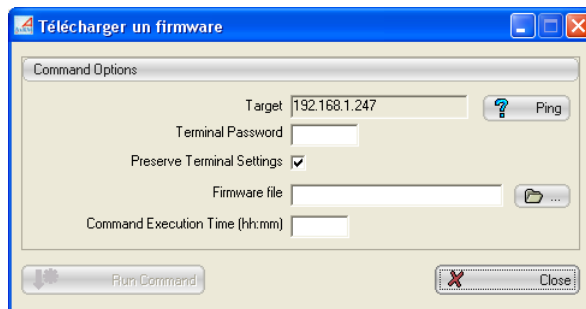 Télécharger un firmware
Command Options
Target 192.168.1.247 Ping
Terminal Password
Preserve Terminal Settings
Firmware file ...
Command Execution Time (hh:mm)
Run Command Close